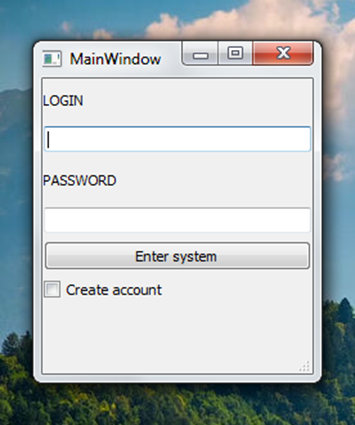 MainWindow
LOGIN
PASSWORD
Enter system
Create account